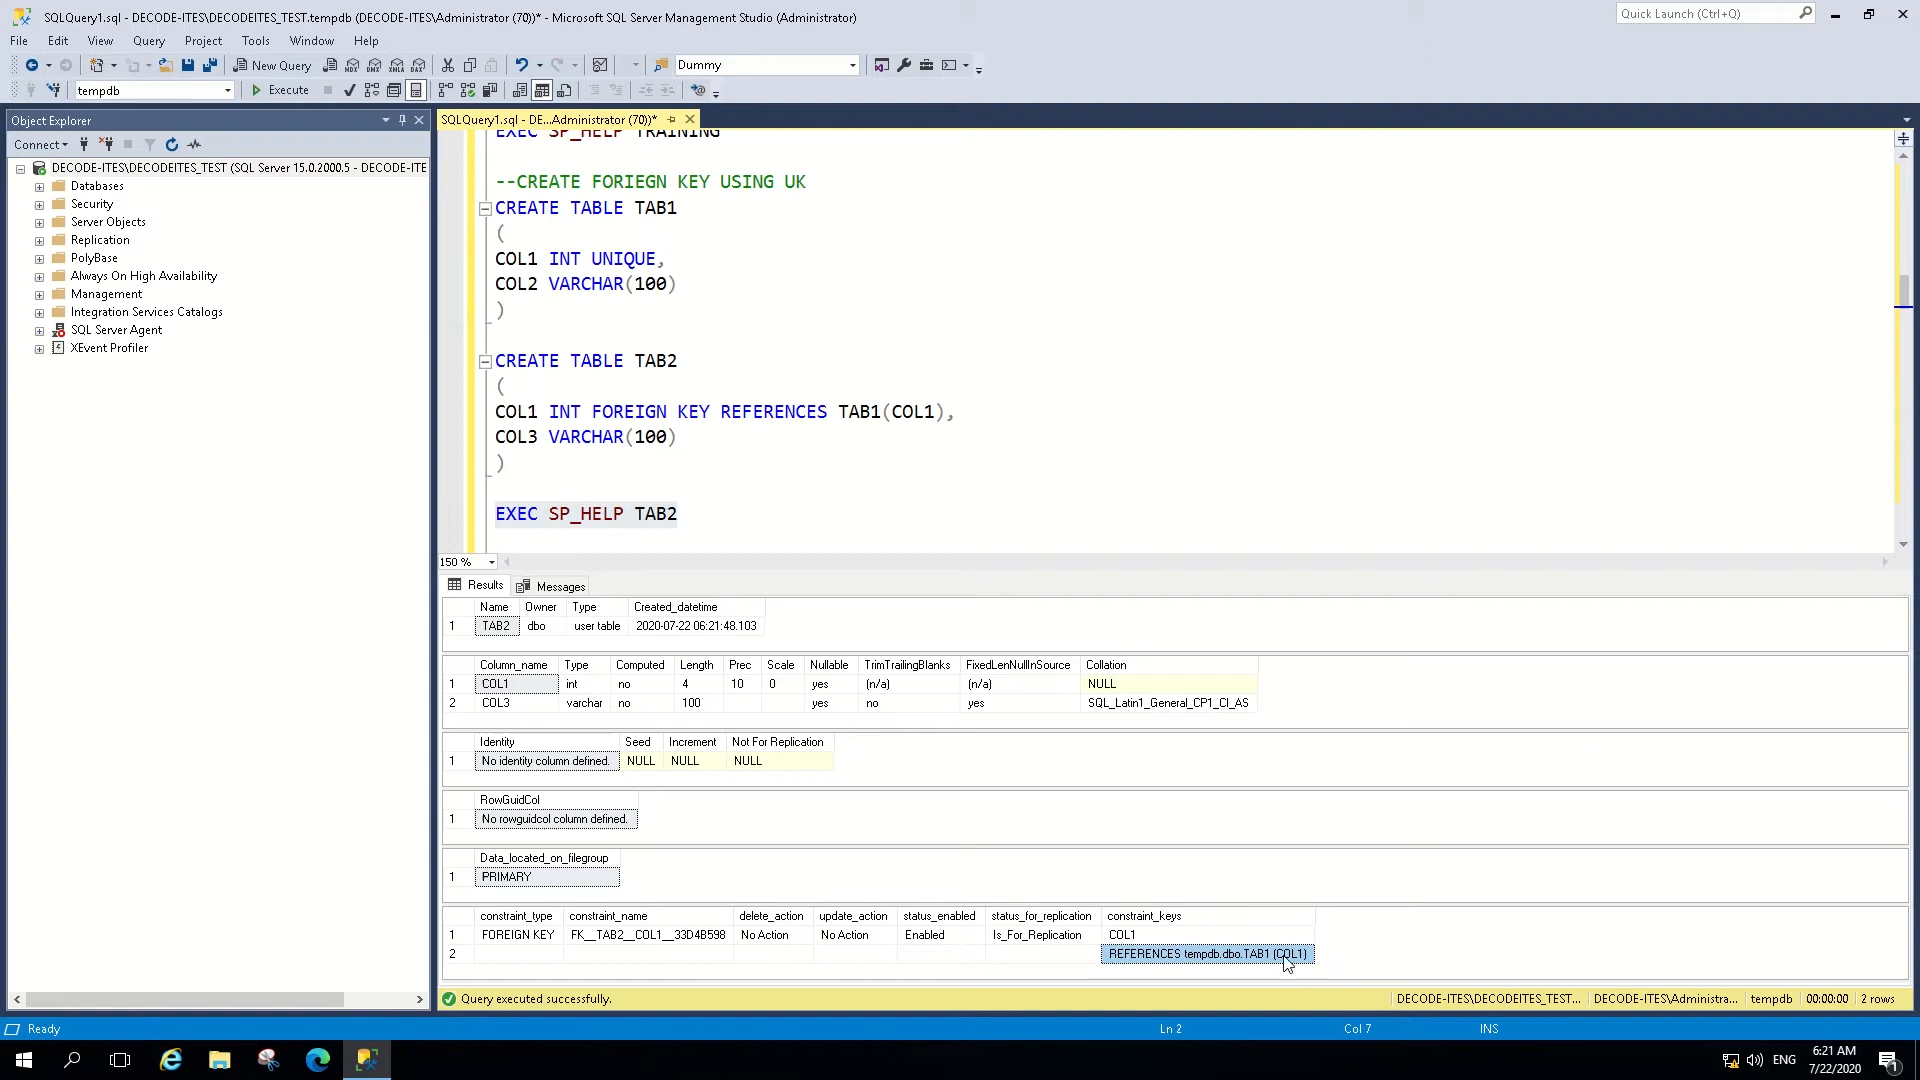 SQLQuery1.sql - DECODE-ITES\DECODEITES_TEST.tempdb (DECODE-ITES\Administrator (70))* - Microsoft SQL Server Management Studio (Administrator)
Quick Launch (Ctrl+Q)
File Edit View Query Project Tools Window Help
New Query
MDX DMX XMLA DAX
Dummy
tempdb
Execute
Object Explorer
SQLQuery1.sql - DE...Administrator (70))*
Connect
DECODE-ITES\DECODEITES_TEST (SQL Server 15.0.2000.5 - DECODE-ITE
Databases
Security
Server Objects
Replication
PolyBase
Always On High Availability
Management
Integration Services Catalogs
SQL Server Agent
XEvent Profiler
EXEC SP_HELP TRAINING
--CREATE FORIEGN KEY USING UK
CREATE TABLE TAB1
(
COL1 INT UNIQUE,
COL2 VARCHAR(100)
)
CREATE TABLE TAB2
(
COL1 INT FOREIGN KEY REFERENCES TAB1(COL1),
COL3 VARCHAR(100)
)
EXEC SP_HELP TAB2
150 %
Results Messages
Name Owner Type Created_datetime
1 TAB2 dbo user table 2020-07-22 06:21:48.103
Column_name Type Computed Length Prec Scale Nullable TrimTrailingBlanks FixedLenNullInSource Collation
1 COL1 int no 4 10 0 yes (n/a) (n/a) NULL
2 COL3 varchar no 100 yes no yes SQL_Latin1_General_CP1_CI_AS
Identity Seed Increment Not For Replication
1 No identity column defined. NULL NULL NULL
RowGuidCol
1 No rowguidcol column defined.
Data_located_on_filegroup
1 PRIMARY
constraint_type constraint_name delete_action update_action status_enabled status_for_replication constraint_keys
1 FOREIGN KEY FK__TAB2__COL1__33D4B598 No Action No Action Enabled Is_For_Replication COL1
2 REFERENCES tempdb.dbo.TAB1 (COL1)
Query executed successfully.
DECODE-ITES\DECODEITES_TEST... DECODE-ITES\Administra... tempdb 00:00:00 2 rows
Ready
Ln 2 Col 7 INS
ENG
6:21 AM
7/22/2020
1